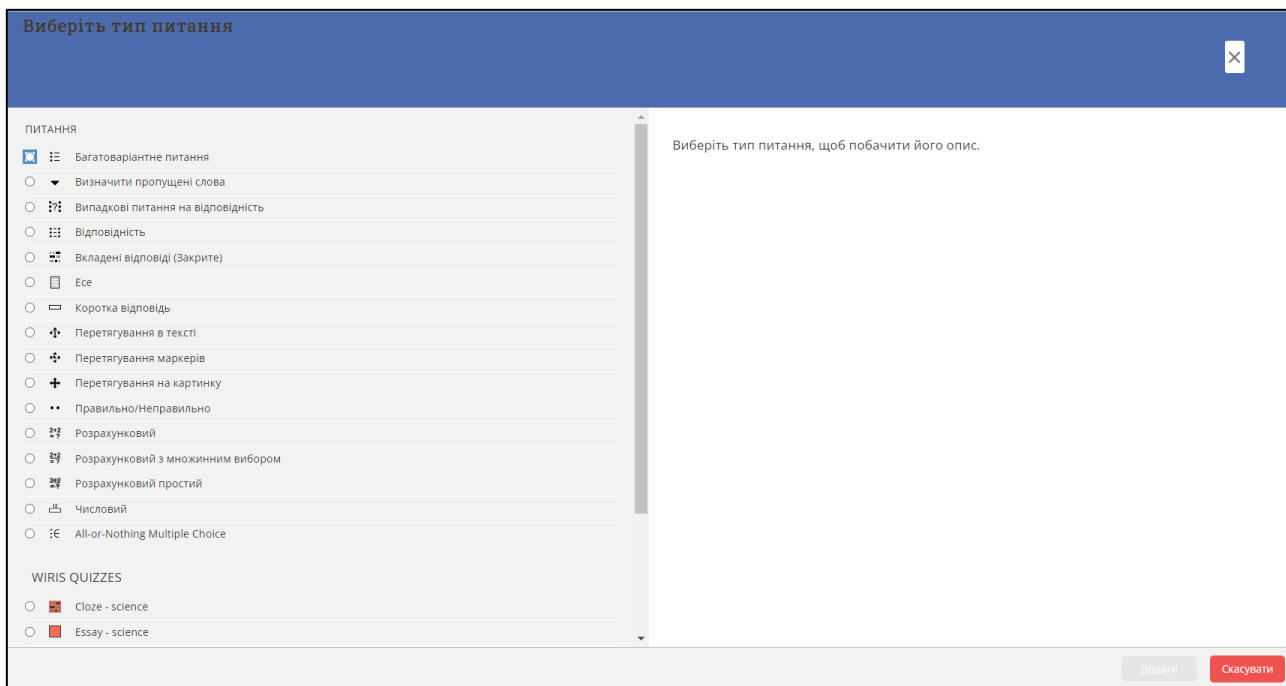 Виберіть тип питання
ПИТАННЯ
Багатоваріантне питання
Визначити пропущені слова
Випадкові питання на відповідність
Відповідність
Вкладені відповіді (Закрите)
Есе
Коротка відповідь
Перетягування в тексті
Перетягування маркерів
Перетягування на картинку
Правильно/Неправильно
Розрахунковий
Розрахунковий з множинним вибором
Розрахунковий простий
Числовий
All-or-Nothing Multiple Choice
WIRIS QUIZZES
Cloze - science
Essay - science
Виберіть тип питання, щоб побачити його опис.
Додати
Скасувати